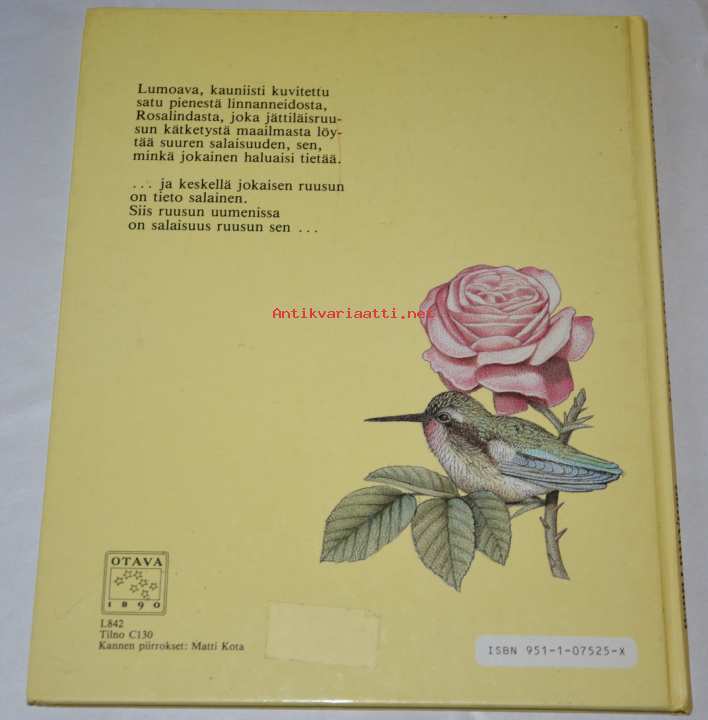 Lumoava, kauniisti kuvitettu
satu pienestä linnanneidosta,
Rosalindasta, joka jättiläisruu-
sun kätketystä maailmasta löy-
tää suuren salaisuuden, sen,
minkä jokainen haluaisi tietää.
... ja keskellä jokaisen ruusun
on tieto salainen.
Siis ruusun uumenissa
on salaisuus ruusun sen ...
Antikvariaatti.net
OTAVA
1890
L842
Tilno C130
Kannen piirrokset: Matti Kota
ISBN 951-1-07525-X